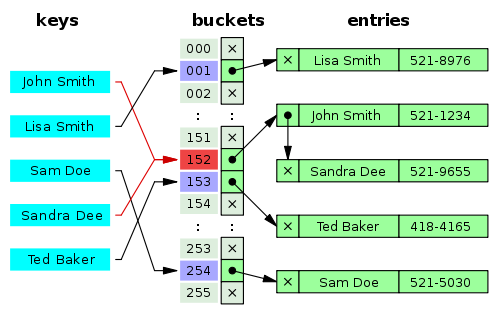 keys buckets entries
000 ×
001 × Lisa Smith 521-8976
002 ×
John Smith
: :
× John Smith 521-1234
Lisa Smith
151 ×
152
Sam Doe × Sandra Dee 521-9655
153
154 ×
Sandra Dee
: : × Ted Baker 418-4165
253 ×
Ted Baker
254 × Sam Doe 521-5030
255 ×